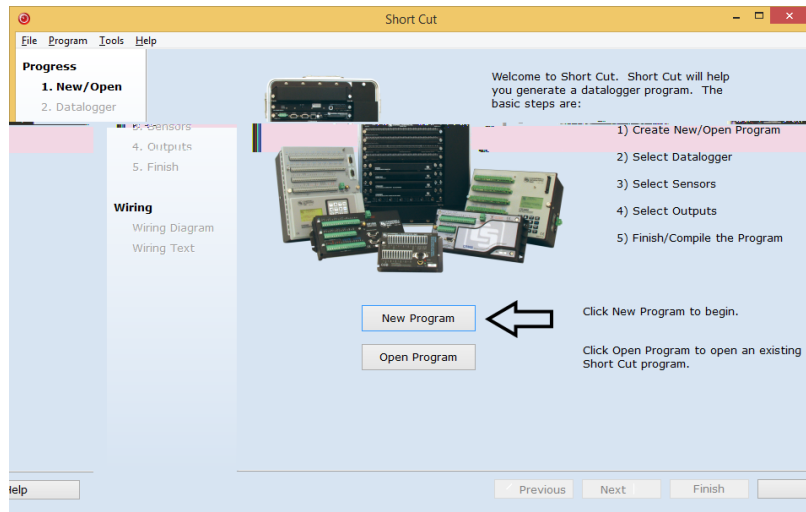 Short Cut
File Program Tools Help
Progress
1. New/Open
2. Datalogger
3. Sensors
4. Outputs
5. Finish
Wiring
Wiring Diagram
Wiring Text
Welcome to Short Cut. Short Cut will help
you generate a datalogger program. The
basic steps are:
1) Create New/Open Program
2) Select Datalogger
3) Select Sensors
4) Select Outputs
5) Finish/Compile the Program
New Program
Click New Program to begin.
Open Program
Click Open Program to open an existing
Short Cut program.
Help
Previous Next Finish